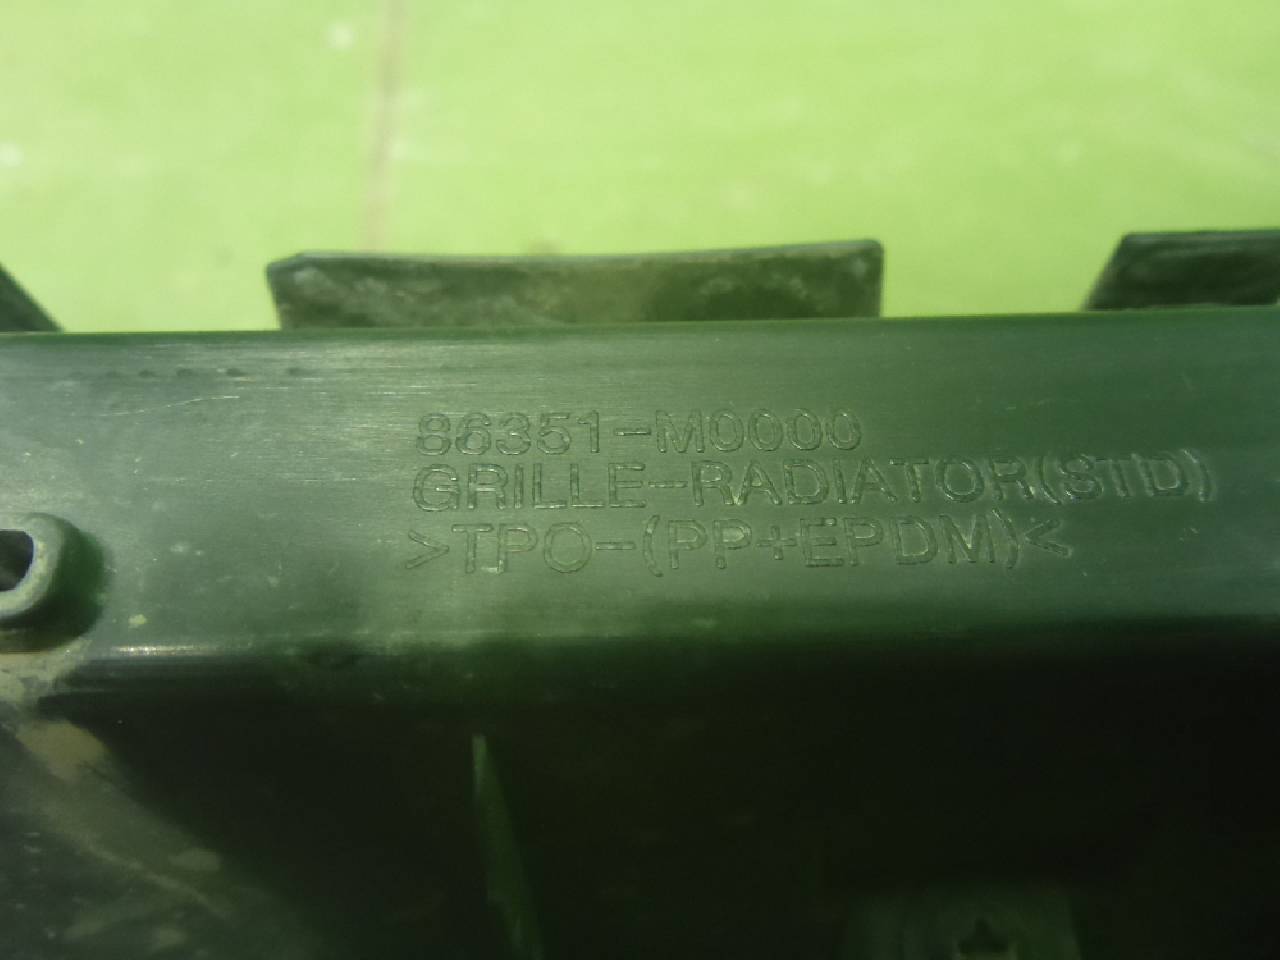 86351-M0000
GRILLE-RADIATOR(STD)
>TPO-(PP+EPDM)<